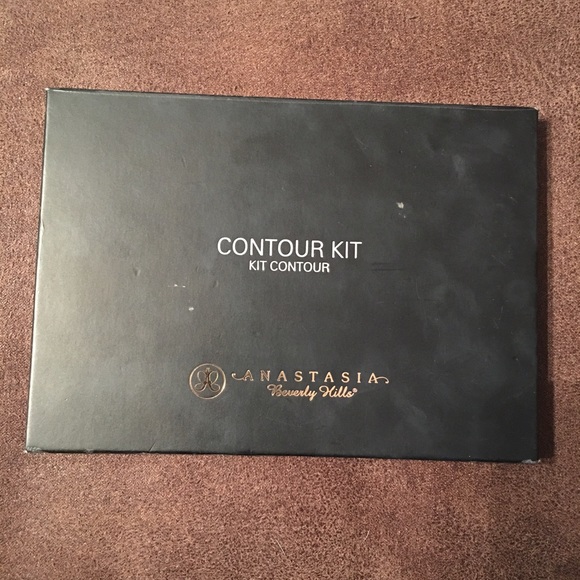 CONTOUR KIT
KIT CONTOUR
ANASTASIA
Beverly Hills®